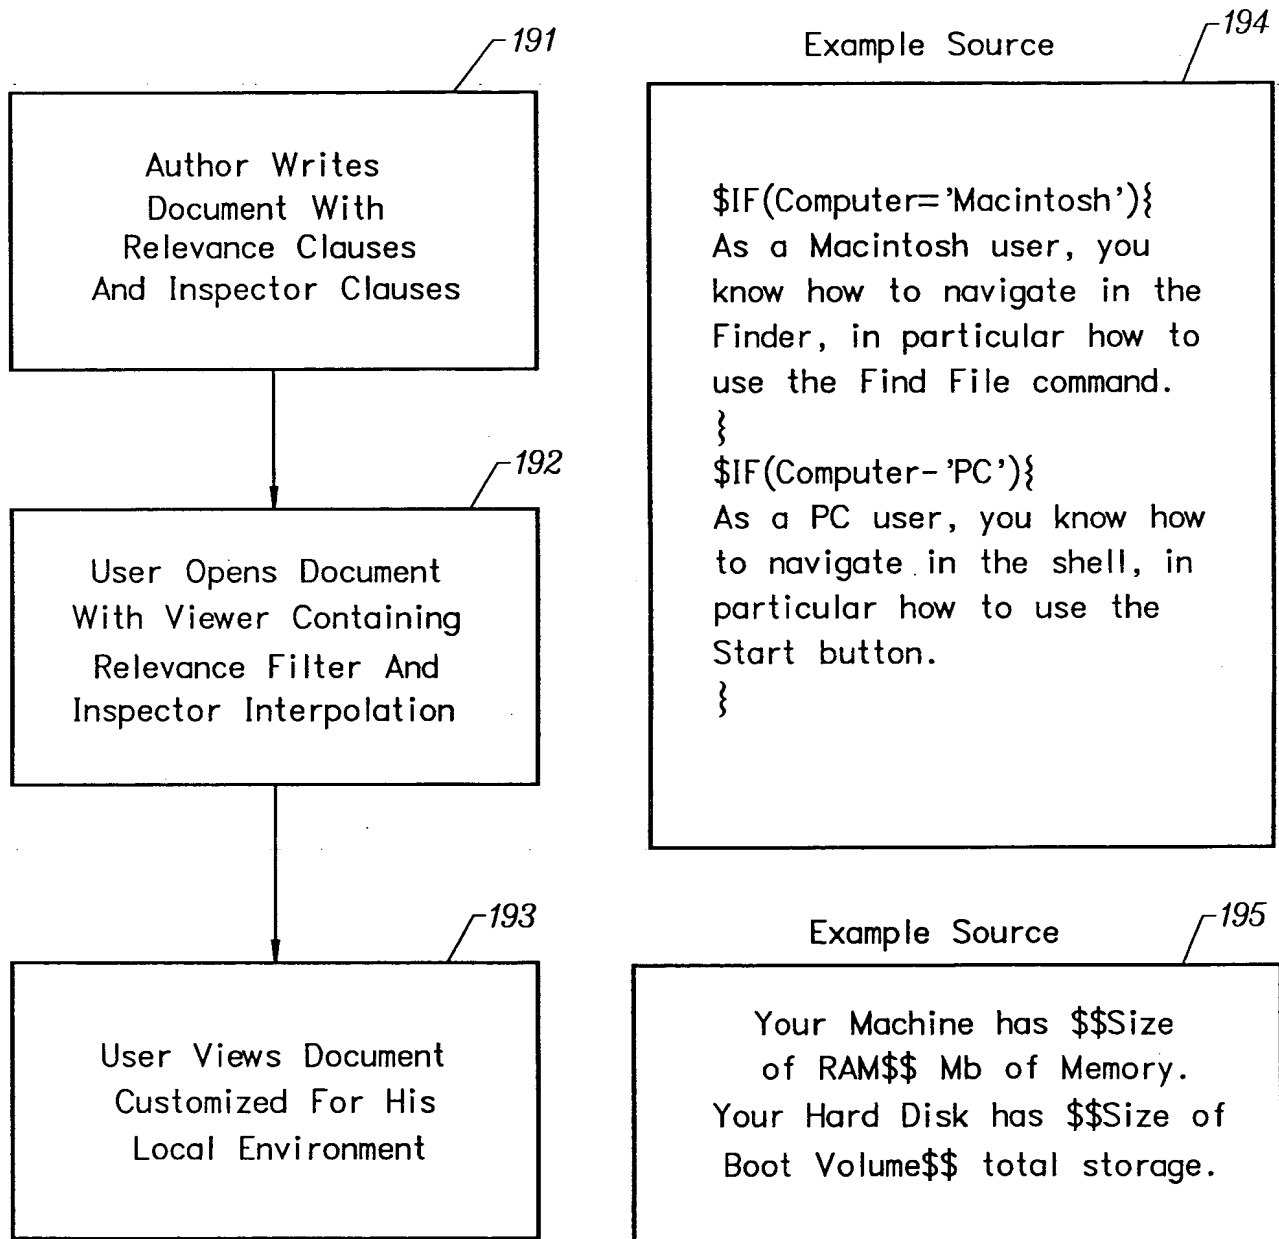 191
Author Writes
Document With
Relevance Clauses
And Inspector Clauses
192
User Opens Document
With Viewer Containing
Relevance Filter And
Inspector Interpolation
193
User Views Document
Customized For His
Local Environment
Example Source
194
$IF(Computer='Macintosh'){
As a Macintosh user, you
know how to navigate in the
Finder, in particular how to
use the Find File command.
}
$IF(Computer-'PC'){
As a PC user, you know how
to navigate in the shell, in
particular how to use the
Start button.
}
Example Source
195
Your Machine has $$Size
of RAM$$ Mb of Memory.
Your Hard Disk has $$Size of
Boot Volume$$ total storage.